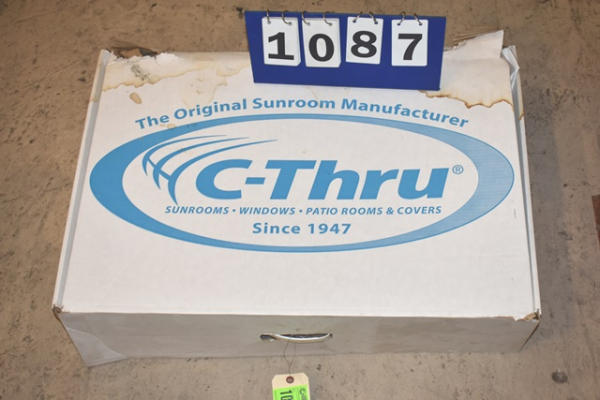 1087
The Original Sunroom Manufacturer
C-Thru®
SUNROOMS • WINDOWS • PATIO ROOMS & COVERS
Since 1947